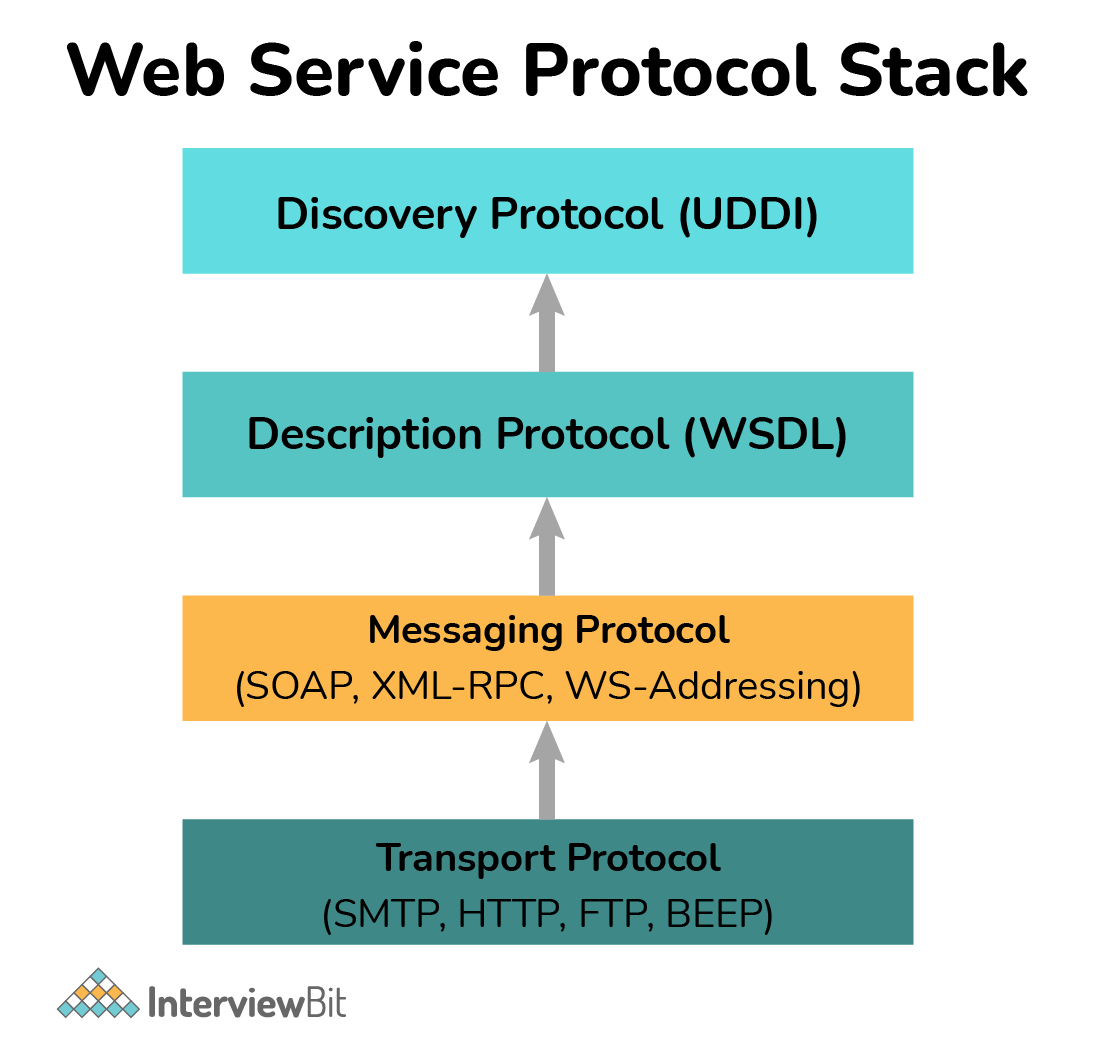 Web Service Protocol Stack
Discovery Protocol (UDDI)
Description Protocol (WSDL)
Messaging Protocol
(SOAP, XML-RPC, WS-Addressing)
Transport Protocol
(SMTP, HTTP, FTP, BEEP)
InterviewBit